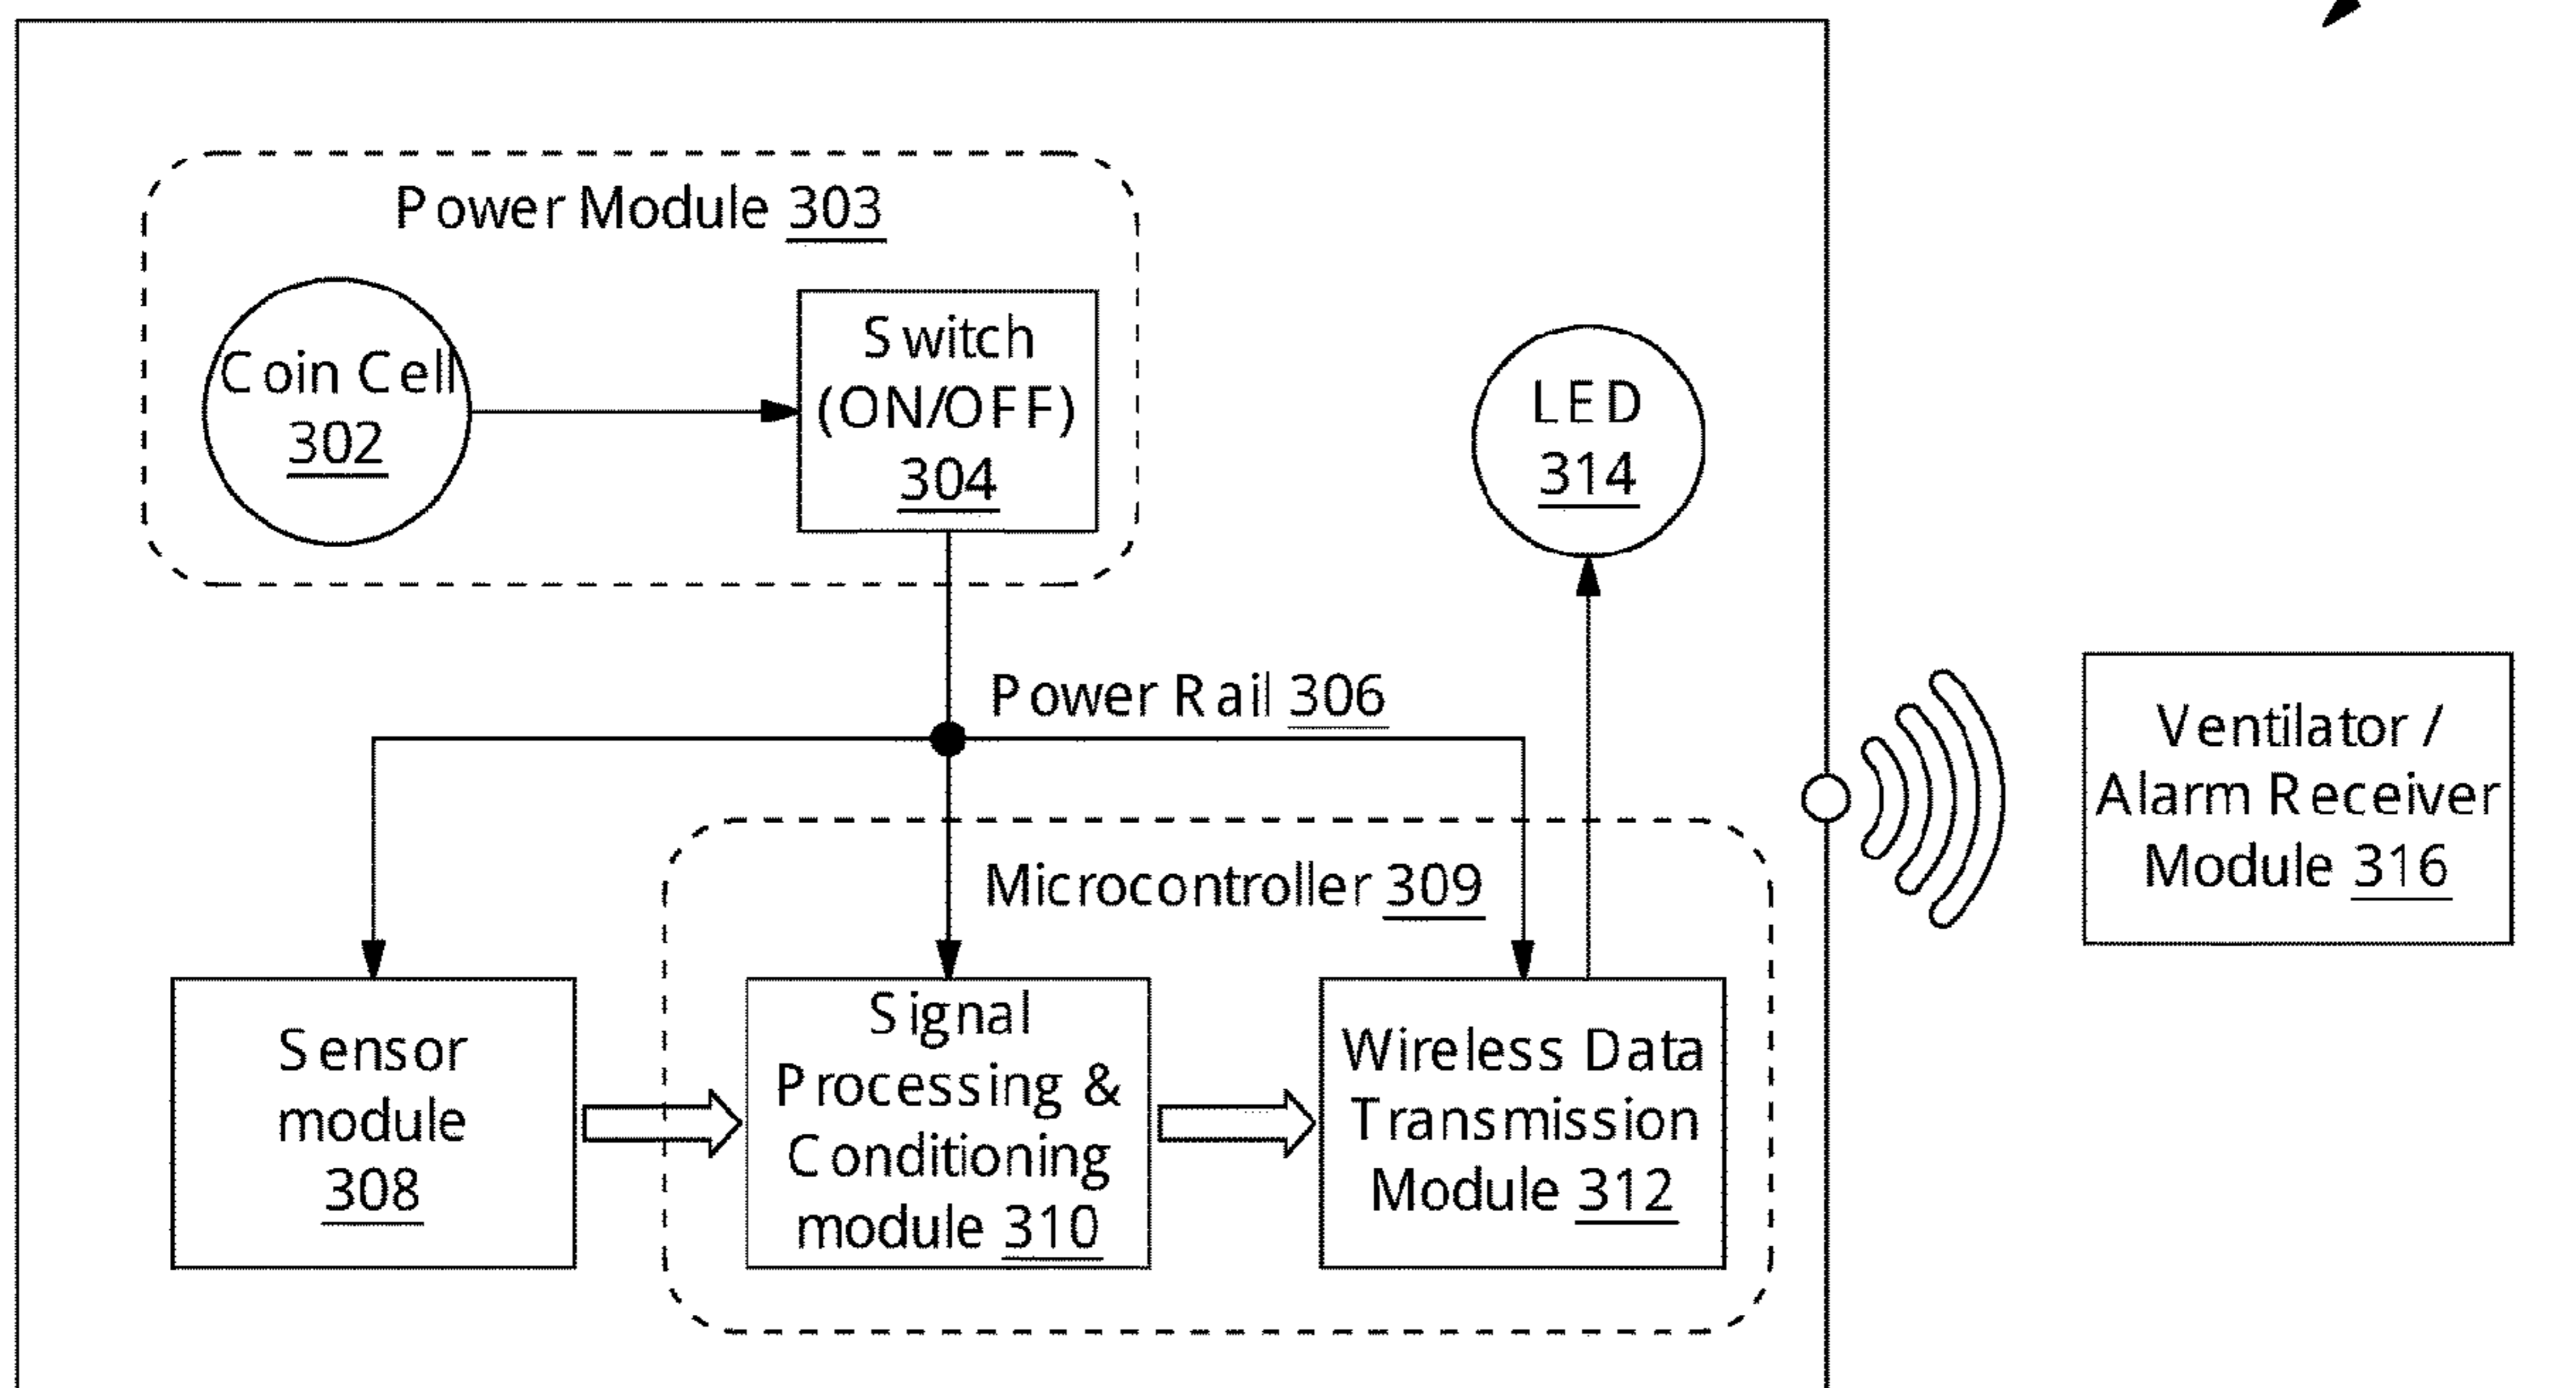 Power Module 303
Coin Cell
302
Switch
(ON/OFF)
304
LED
314
Power Rail 306
Ventilator /
Alarm Receiver
Module 316
Microcontroller 309
Sensor
module
308
Signal
Processing &
Conditioning
module 310
Wireless Data
Transmission
Module 312